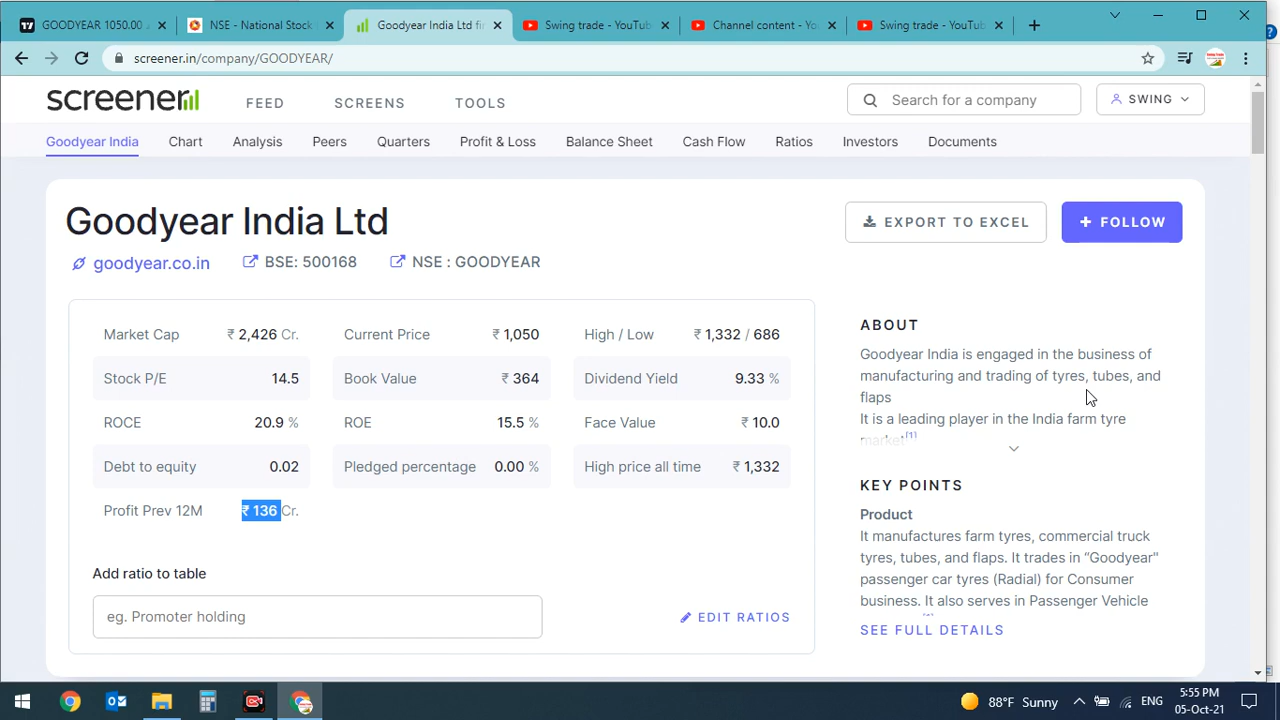 GOODYEAR 1050.00
NSE - National Stock
Goodyear India Ltd fi
Swing trade - YouTu
Channel content - Yo
Swing trade - YouTu
screener.in/company/GOODYEAR/
screener
FEED
SCREENS
TOOLS
Search for a company
SWING
Goodyear India
Chart
Analysis
Peers
Quarters
Profit & Loss
Balance Sheet
Cash Flow
Ratios
Investors
Documents
Goodyear India Ltd
EXPORT TO EXCEL
+ FOLLOW
goodyear.co.in
BSE: 500168
NSE : GOODYEAR
Market Cap ₹ 2,426 Cr.
Current Price ₹ 1,050
High / Low ₹ 1,332 / 686
Stock P/E 14.5
Book Value ₹ 364
Dividend Yield 9.33 %
ROCE 20.9 %
ROE 15.5 %
Face Value ₹ 10.0
Debt to equity 0.02
Pledged percentage 0.00 %
High price all time ₹ 1,332
Profit Prev 12M ₹ 136 Cr.
Add ratio to table
eg. Promoter holding
EDIT RATIOS
ABOUT
Goodyear India is engaged in the business of
manufacturing and trading of tyres, tubes, and
flaps
It is a leading player in the India farm tyre
market[1]
KEY POINTS
Product
It manufactures farm tyres, commercial truck
tyres, tubes, and flaps. It trades in “Goodyear"
passenger car tyres (Radial) for Consumer
business. It also serves in Passenger Vehicle
SEE FULL DETAILS
88°F Sunny
ENG
5:55 PM
05-Oct-21